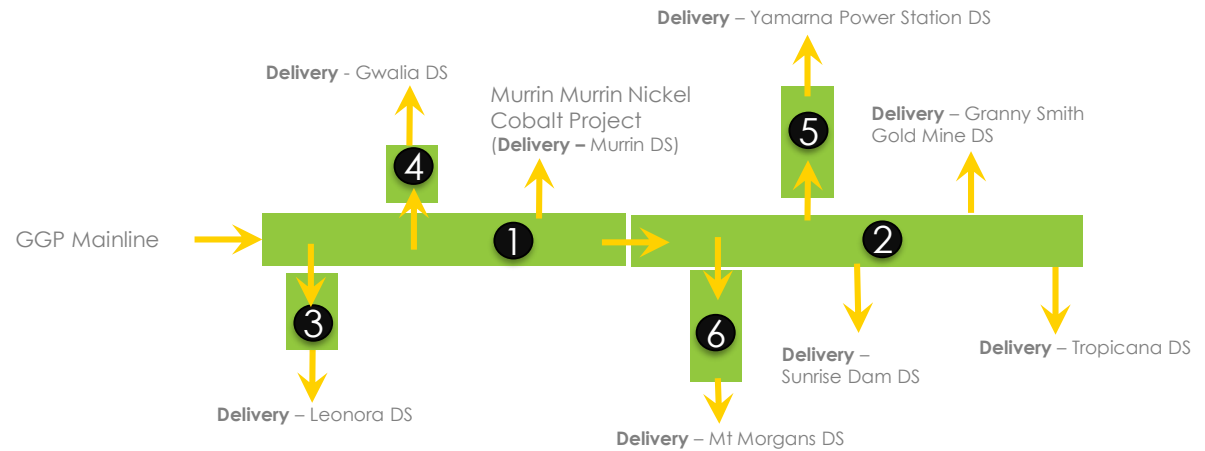 Delivery – Yamarna Power Station DS
Delivery - Gwalia DS
Murrin Murrin Nickel
Cobalt Project
(Delivery – Murrin DS)
5
Delivery – Granny Smith
Gold Mine DS
4
GGP Mainline
1
2
3
6
Delivery –
Sunrise Dam DS
Delivery – Tropicana DS
Delivery – Leonora DS
Delivery – Mt Morgans DS